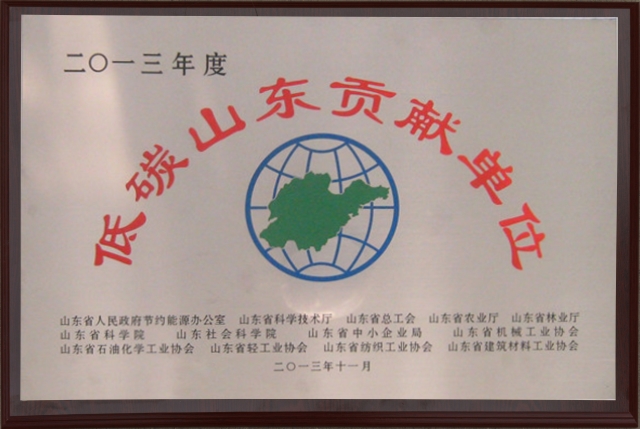 二〇一三年度
低碳山东贡献单位
山东省人民政府节约能源办公室 山东省科学技术厅 山东省总工会 山东省农业厅 山东省林业厅
山东省科学院 山东社会科学院 山东省中小企业局 山东省机械工业协会
山东省石油化学工业协会 山东省轻工业协会 山东省纺织工业协会 山东省建筑材料工业协会
二〇一三年十一月